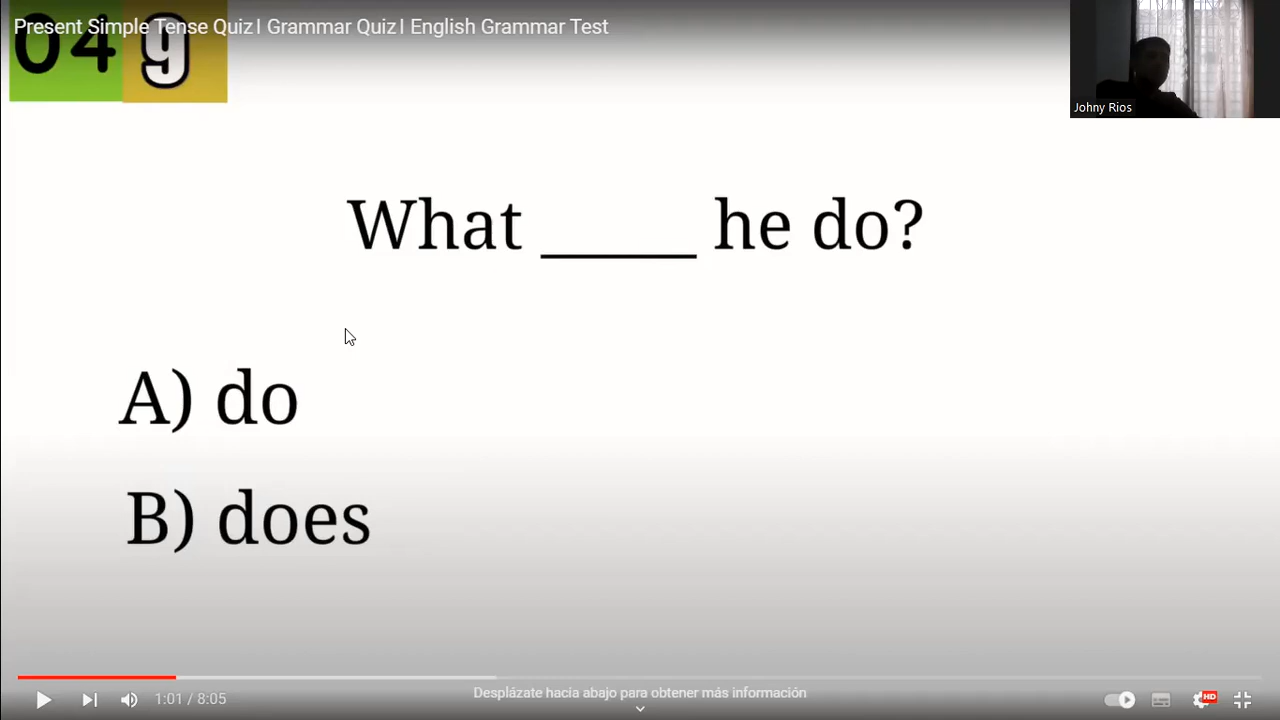 Present Simple Tense Quiz l Grammar Quiz l English Grammar Test
04 g
Johny Rios
What _____ he do?
A) do
B) does
1:01 / 8:05
Desplázate hacia abajo para obtener más información
HD